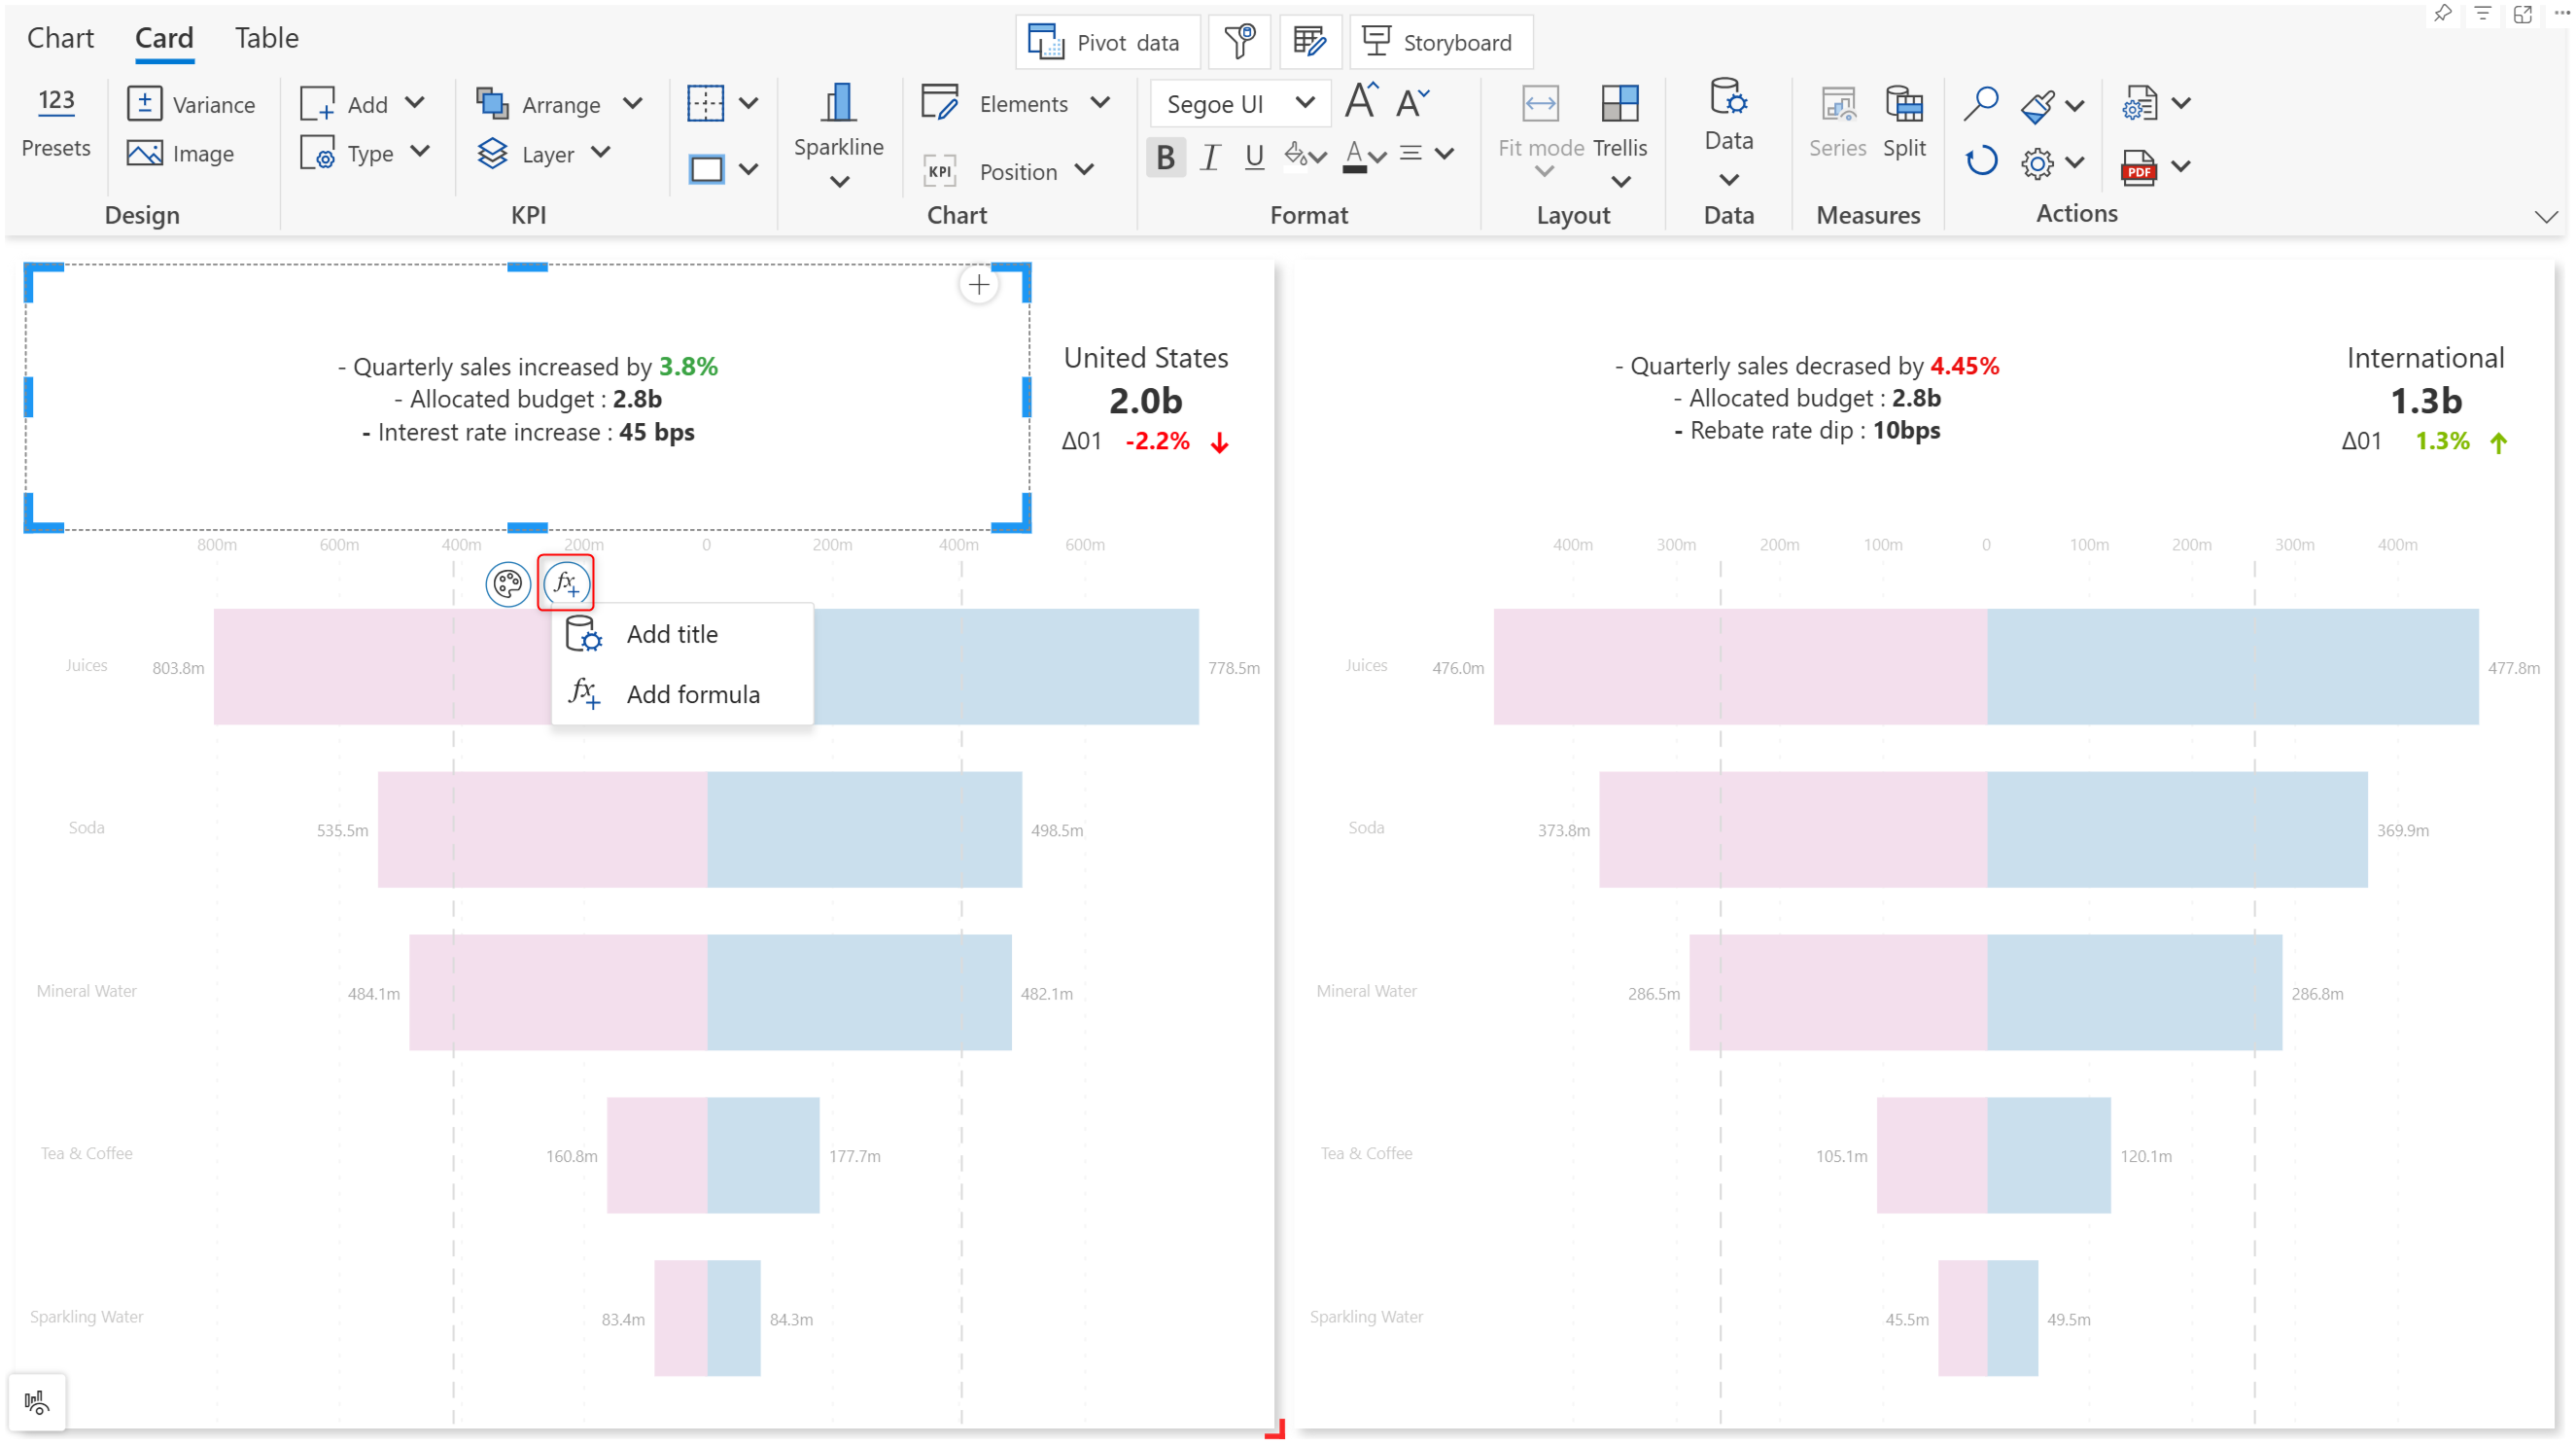 Chart Card Table
Pivot data
Storyboard
123
Presets
Variance
Image
Design
Add
Type
Arrange
Layer
KPI
Sparkline
Elements
KPI
Position
Chart
Segoe UI
A A
B I U A
Format
Fit mode
Trellis
Layout
Data
Data
Series
Split
Measures
PDF
Actions
- Quarterly sales increased by 3.8%
- Allocated budget : 2.8b
- Interest rate increase : 45 bps
United States
2.0b
Δ01 -2.2%
800m 600m 400m 200m 0 200m 400m 600m
fx
Add title
fx Add formula
Juices 803.8m 778.5m
Soda 535.5m 498.5m
Mineral Water 484.1m 482.1m
Tea & Coffee 160.8m 177.7m
Sparkling Water 83.4m 84.3m
- Quarterly sales decrased by 4.45%
- Allocated budget : 2.8b
- Rebate rate dip : 10bps
International
1.3b
Δ01 1.3%
400m 300m 200m 100m 0 100m 200m 300m 400m
Juices 476.0m 477.8m
Soda 373.8m 369.9m
Mineral Water 286.5m 286.8m
Tea & Coffee 105.1m 120.1m
Sparkling Water 45.5m 49.5m